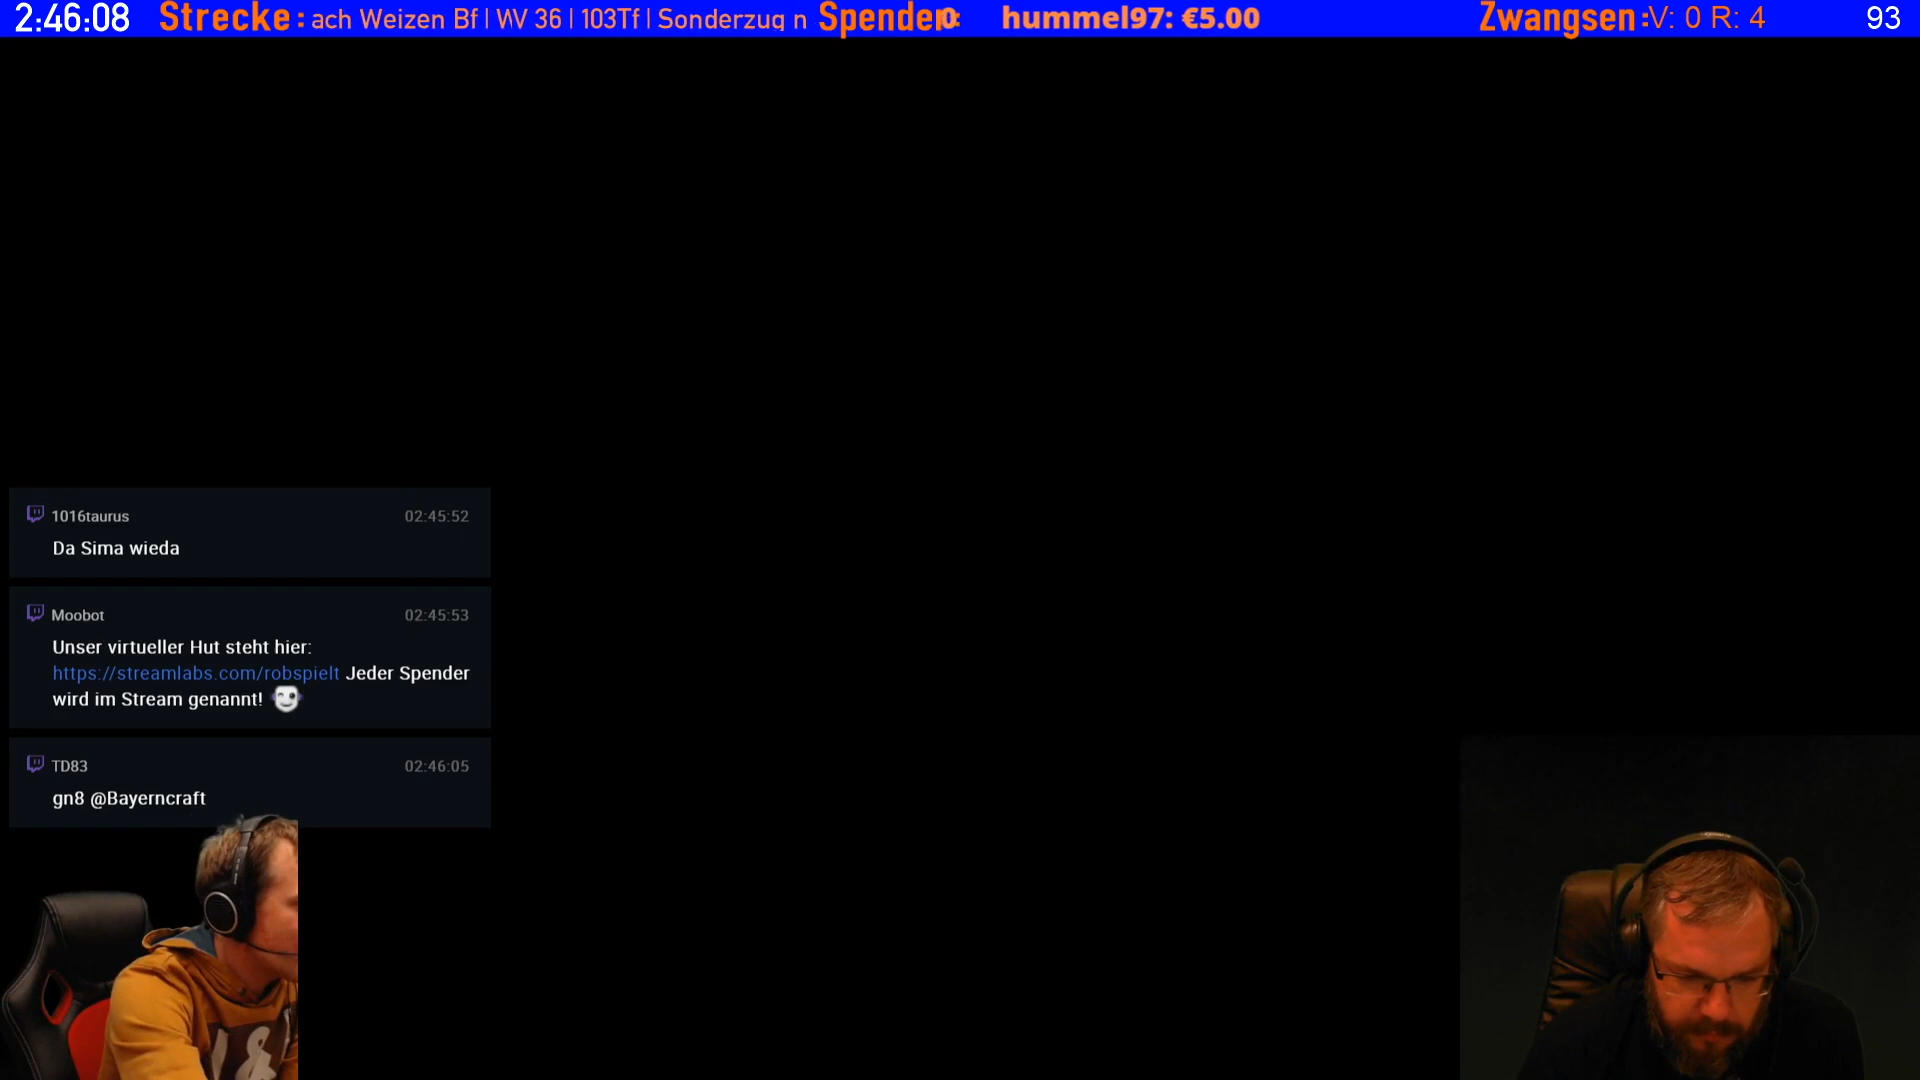 2:46:08 Strecke: ach Weizen Bf | WV 36 | 103Tf | Sonderzug n Spender: 0 hummel97: €5.00 Zwangsen: V: 0 R: 4 93
1016taurus 02:45:52
Da Sima wieda
Moobot 02:45:53
Unser virtueller Hut steht hier:
https://streamlabs.com/robspielt Jeder Spender
wird im Stream genannt!
TD83 02:46:05
gn8 @Bayerncraft